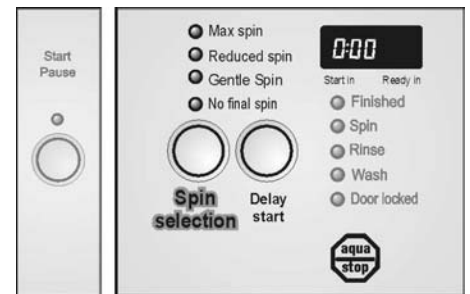 Start
Pause
Max spin
Reduced spin
Gentle Spin
No final spin
Spin
selection
Delay
start
0:00
Start in Ready in
Finished
Spin
Rinse
Wash
Door locked
aqua
stop